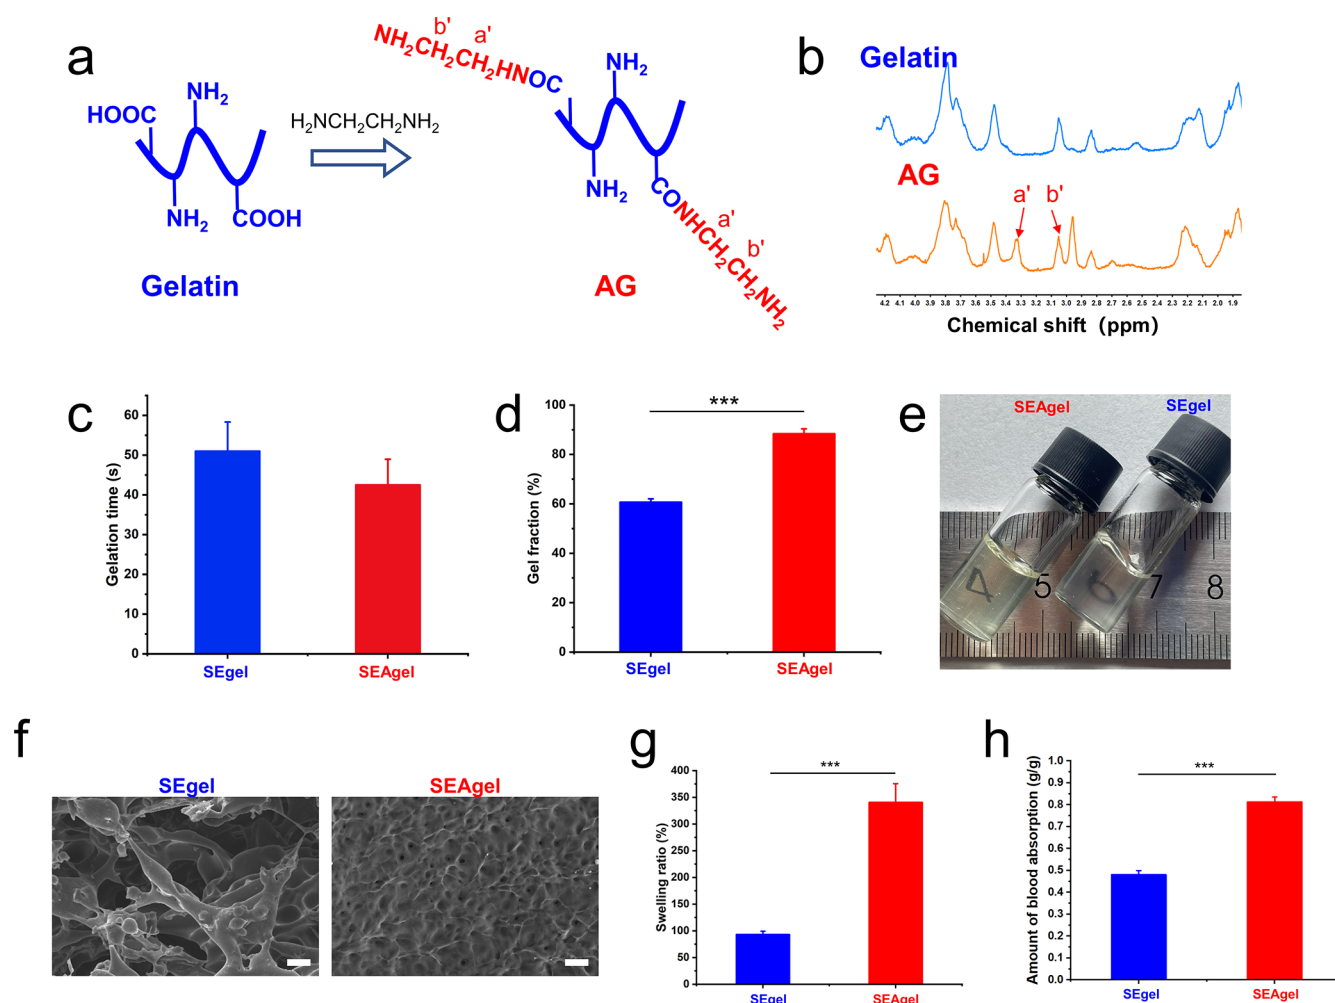 a
HOOC
NH2
NH2
COOH
Gelatin
H2NCH2CH2NH2
b'
a'
NH2CH2CH2HNOC
NH2
NH2
CONHCH2CH2NH2
a'
b'
AG
b
Gelatin
AG
a'
b'
4.2 4.1 3.9 3.8 3.7 3.6 3.5 3.4 3.3 3.1 3.0 2.9 2.8 2.7 2.6 2.4 2.3 2.2 2.1 2.0 1.9
Chemical shift (ppm)
c
Gelation time (s)
60
50
40
30
20
10
0
SEgel
SEAgel
d
Gel fraction (%)
100
80
60
40
20
0
***
SEgel
SEAgel
e
SEAgel
SEgel
4
6
5
7
8
f
SEgel
SEAgel
g
Swelling ratio (%)
400
350
300
250
200
150
100
50
0
***
SEgel
SEAgel
h
Amount of blood absorption (g/g)
1.0
0.9
0.8
0.7
0.6
0.5
0.4
0.3
0.2
0.1
0.0
***
SEgel
SEAgel